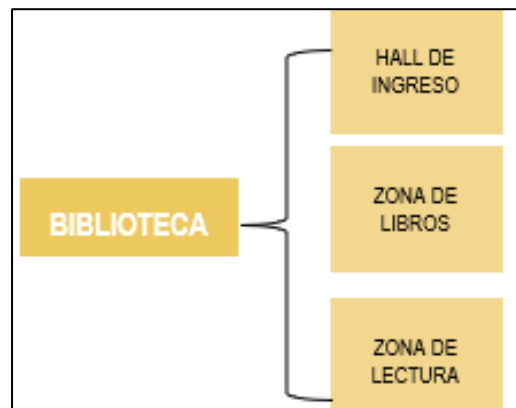 HALL DE
INGRESO
BIBLIOTECA
ZONA DE
LIBROS
ZONA DE
LECTURA